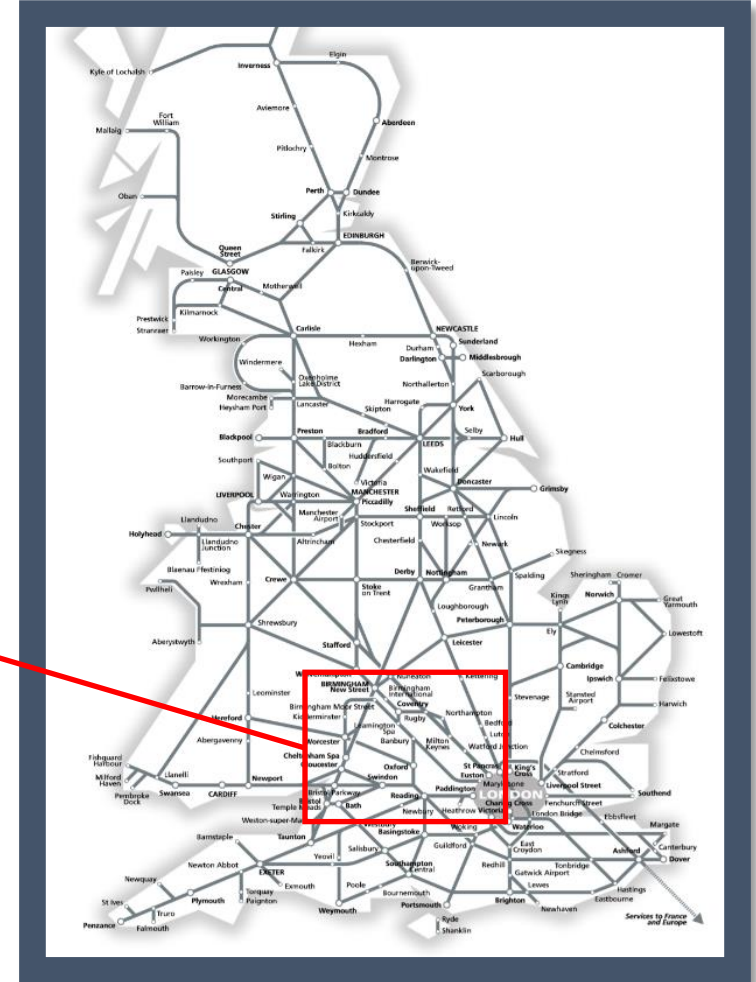 Elgin
Inverness
Kyle of Lochalsh
Aviemore
Fort
William
Mallaig
Aberdeen
Pitlochry
Montrose
Perth
Dundee
Oban
Stirling
Kirkcaldy
EDINBURGH
Queen
Street
Falkirk
Berwick-
upon-Tweed
Paisley
GLASGOW
Central
Motherwell
Prestwick
Kilmarnock
Stranraer
Carlisle
NEWCASTLE
Workington
Hexham
Sunderland
Durham
Darlington
Middlesbrough
Windermere
Oxenholme
Lake District
Scarborough
Barrow-in-Furness
Northallerton
Morecambe
Heysham Port
Lancaster
Harrogate
Skipton
York
Blackpool
Preston
Bradford
Selby
Hull
Blackburn
LEEDS
Huddersfield
Southport
Bolton
Wakefield
Wigan
Victoria
Doncaster
MANCHESTER
Piccadilly
Grimsby
LIVERPOOL
Warrington
Manchester
Airport
Sheffield
Retford
Lincoln
Llandudno
Stockport
Worksop
Holyhead
Chester
Llandudno
Junction
Altrincham
Chesterfield
Newark
Skegness
Blaenau Ffestiniog
Wrexham
Crewe
Stoke
on Trent
Derby
Nottingham
Spalding
Sheringham
Cromer
Pwllheli
Grantham
Kings
Lynn
Norwich
Great
Yarmouth
Loughborough
Peterborough
Shrewsbury
Ely
Lowestoft
Aberystwyth
Stafford
Leicester
Cambridge
Wolverhampton
Nuneaton
Kettering
Ipswich
Felixstowe
BIRMINGHAM
New Street
Birmingham
International
Leominster
Stevenage
Stansted
Airport
Harwich
Birmingham Moor Street
Coventry
Kidderminster
Rugby
Northampton
Hereford
Leamington
Spa
Bedford
Colchester
Worcester
Banbury
Milton
Keynes
Luton
Abergavenny
Watford Junction
Chelmsford
Cheltenham Spa
Fishguard
Harbour
Gloucester
Oxford
St Pancras
King's
Cross
Llanelli
Euston
Stratford
Milford
Haven
Newport
Swindon
Marylebone
Liverpool Street
Pembroke
Dock
Swansea
CARDIFF
Bristol Parkway
Paddington
LONDON
Southend
Bristol
Temple Meads
Bath
Reading
Charing Cross
Fenchurch Street
Newbury
Heathrow
Victoria
London Bridge
Ebbsfleet
Weston-super-Ma
Westbury
Basingstoke
Woking
Waterloo
Margate
Barnstaple
Taunton
Salisbury
Guildford
East
Croydon
Canterbury
Ashford
Newton Abbot
Yeovil
Southampton
Central
Redhill
Tonbridge
Dover
EXETER
Gatwick Airport
Newquay
Exmouth
Poole
Lewes
Hastings
Torquay
Bournemouth
Eastbourne
St Ives
Plymouth
Paignton
Weymouth
Portsmouth
Brighton
Newhaven
Truro
Penzance
Falmouth
Ryde
Shanklin
Services to France
and Europe